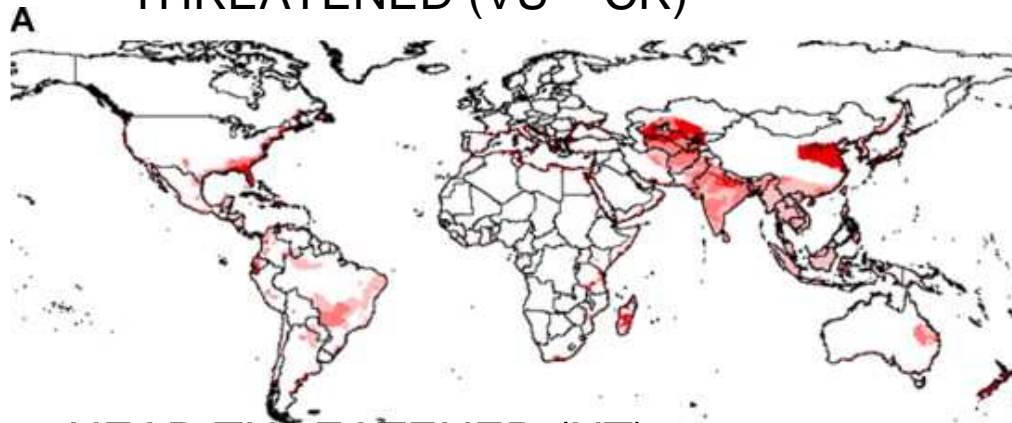 THREATENED (VU – CR)
A
NEAR THREATENED (NT)